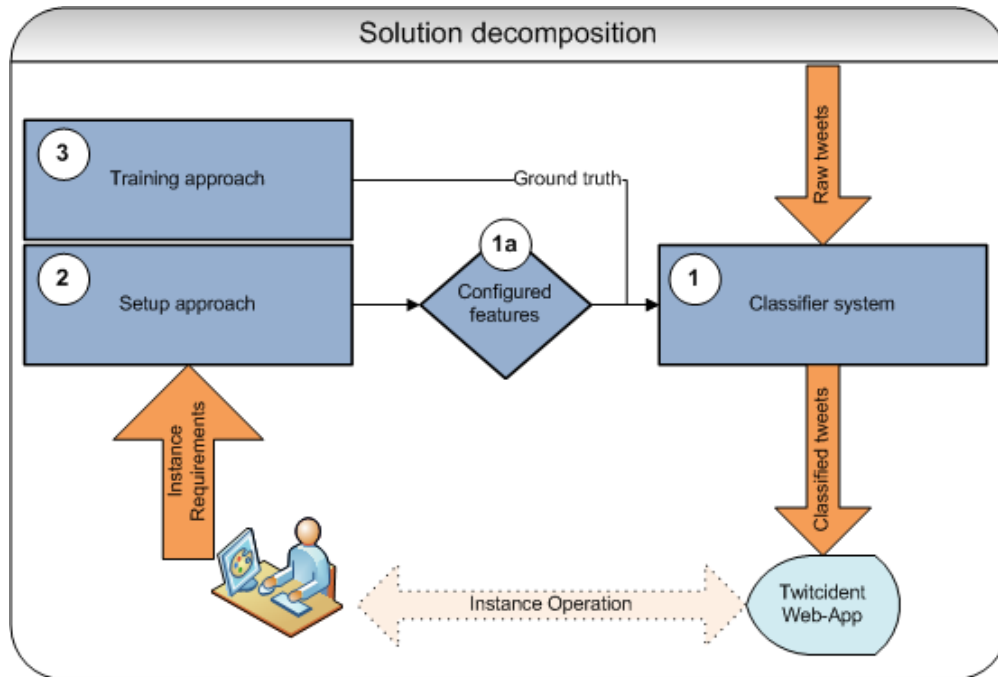 Solution decomposition
3
Training approach
Ground truth
Raw tweets
2
Setup approach
1a
Configured
features
1
Classifier system
Instance
Requirements
Classified tweets
Instance Operation
Twitcident
Web-App